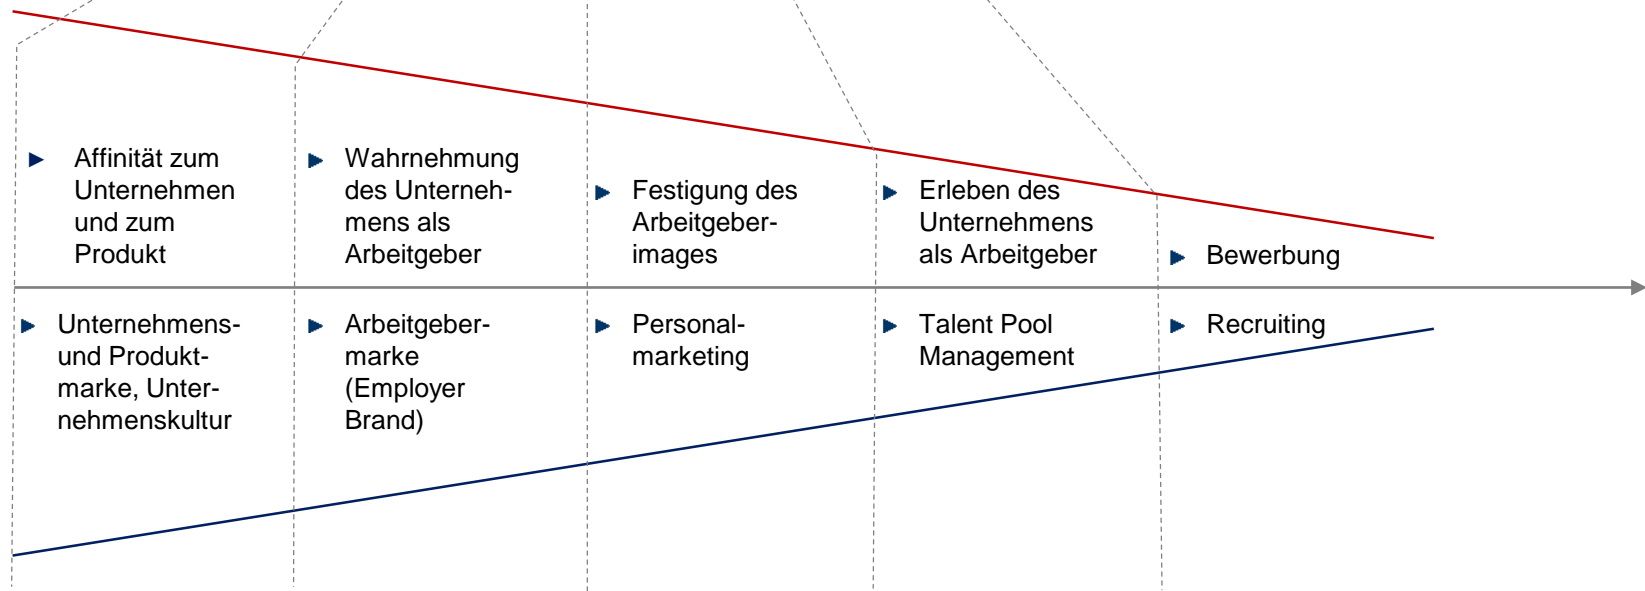 Affinität zum
Unternehmen
und zum
Produkt
Wahrnehmung
des Unterneh-
mens als
Arbeitgeber
Festigung des
Arbeitgeber-
images
Erleben des
Unternehmens
als Arbeitgeber
Bewerbung
Unternehmens-
und Produkt-
marke, Unter-
nehmenskultur
Arbeitgeber-
marke
(Employer
Brand)
Personal-
marketing
Talent Pool
Management
Recruiting